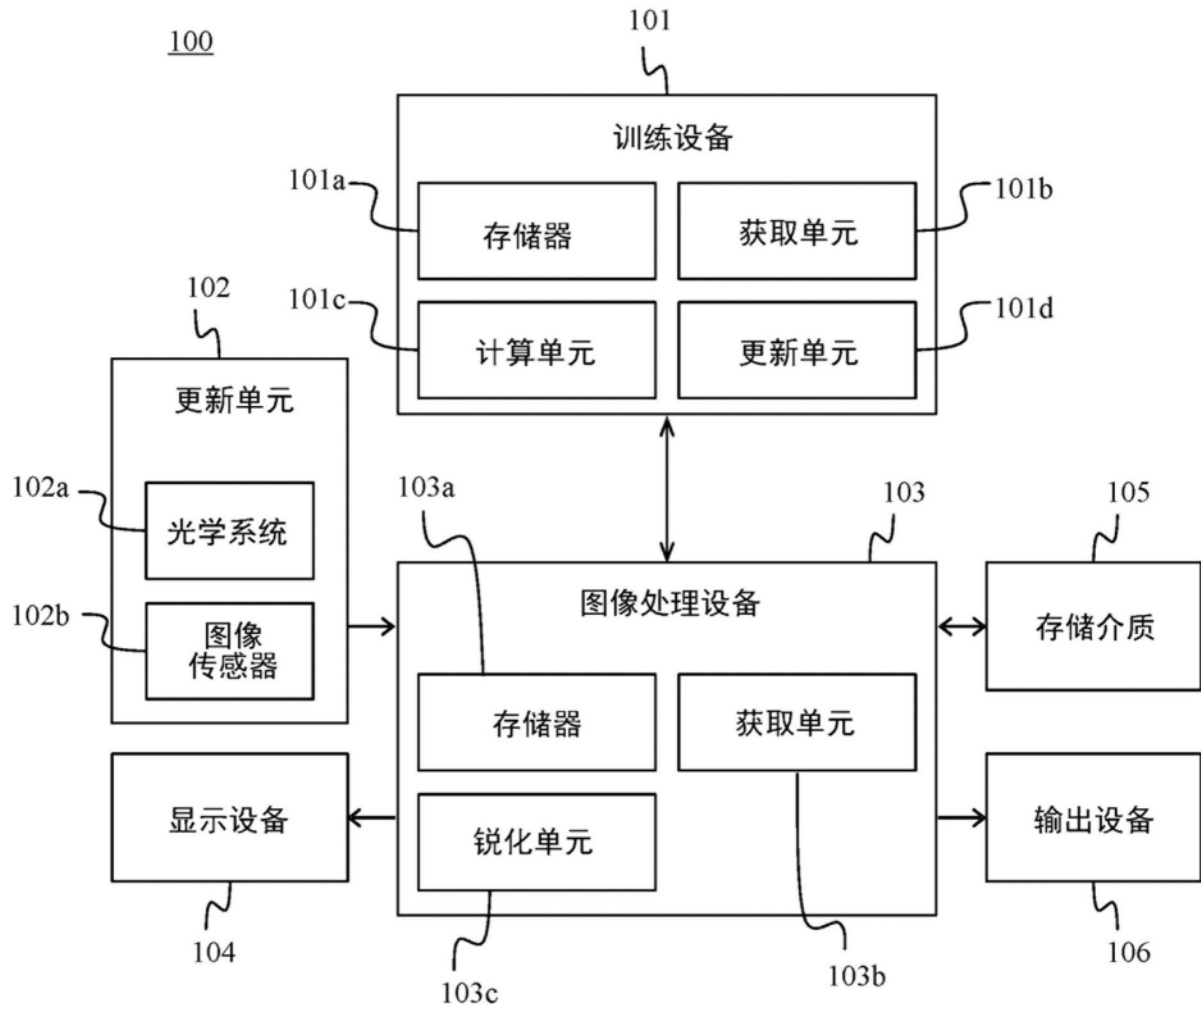 100
101
训练设备
101a
存储器
获取单元
101b
101c
计算单元
更新单元
101d
102
更新单元
102a
光学系统
102b
图像
传感器
103a
103
图像处理设备
存储器
获取单元
锐化单元
105
存储介质
显示设备
输出设备
104
103c
103b
106